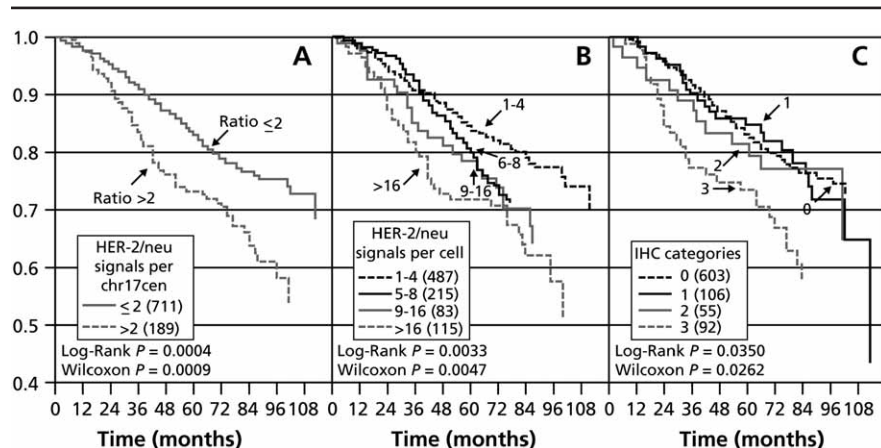 A
B
C
1.0
0.9
0.8
0.7
0.6
0.5
0.4
Ratio ≤2
Ratio >2
HER-2/neu
signals per
chr17cen
≤2 (711)
>2 (189)
Log-Rank P = 0.0004
Wilcoxon P = 0.0009
0 12 24 36 48 60 72 84 96 108
Time (months)
1-4
6-8
>16
9-16
HER-2/neu
signals per cell
1-4 (487)
5-8 (215)
9-16 (83)
>16 (115)
Log-Rank P = 0.0033
Wilcoxon P = 0.0047
0 12 24 36 48 60 72 84 96 108
Time (months)
1
2
3
0
IHC categories
0 (603)
1 (106)
2 (55)
3 (92)
Log-Rank P = 0.0350
Wilcoxon P = 0.0262
0 12 24 36 48 60 72 84 96 108
Time (months)